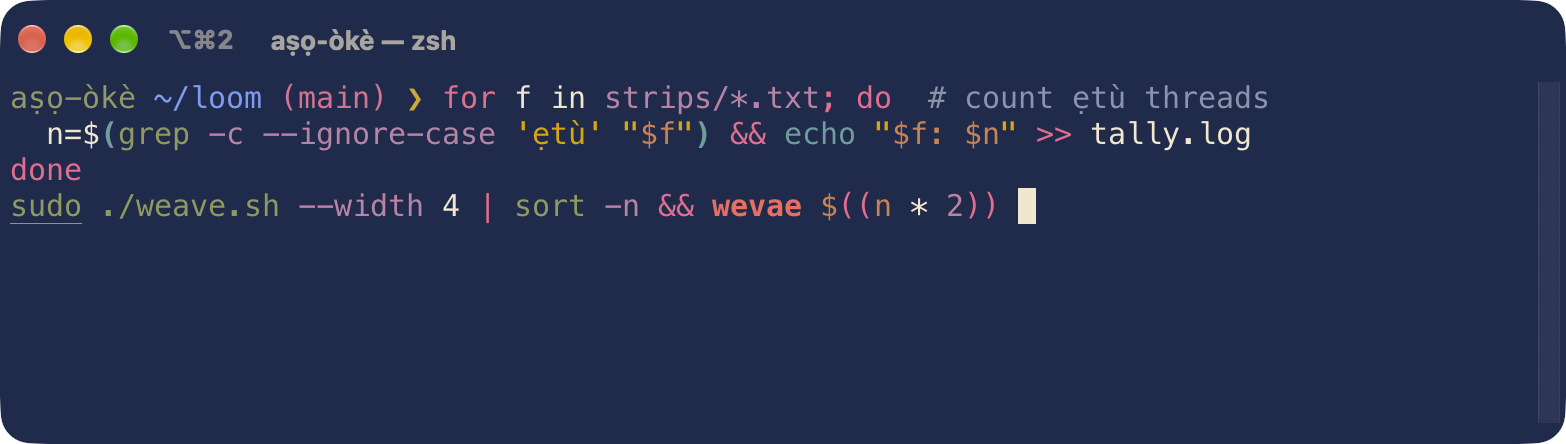 ⌥⌘2 aṣọ-òkè — zsh
aṣọ-òkè ~/loom (main) ❯ for f in strips/*.txt; do  # count ẹtù threads
  n=$(grep -c --ignore-case 'ẹtù' "$f") && echo "$f: $n" >> tally.log
done
sudo ./weave.sh --width 4 | sort -n && wevae $((n * 2))